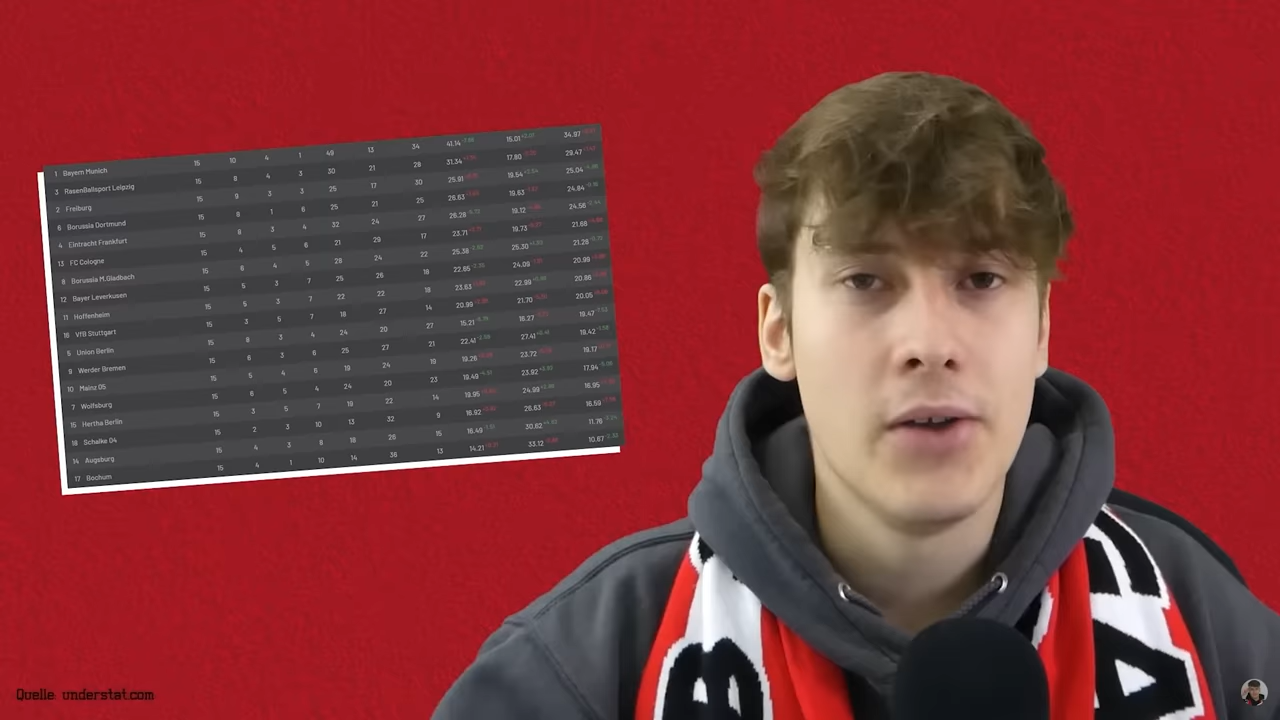 1 Bayern Munich 15 10 4 1 49 13 34 41.14 15.01 34.97
3 RasenBallsport Leipzig 15 8 4 3 30 21 28 31.34 17.80 29.47
2 Freiburg 15 9 3 3 25 17 30 25.91 19.54 25.04
6 Borussia Dortmund 15 8 1 6 25 21 25 26.63 19.63 24.84
4 Eintracht Frankfurt 15 8 3 4 32 24 27 26.28 19.12 24.56
13 FC Cologne 15 4 5 6 21 29 17 23.71 19.73 21.68
8 Borussia M.Gladbach 15 6 4 5 28 24 22 25.38 25.30 21.28
12 Bayer Leverkusen 15 5 3 7 25 26 18 22.85 24.09 20.98
11 Hoffenheim 15 5 3 7 22 22 18 23.63 22.99 20.86
16 VfB Stuttgart 15 3 5 7 18 27 14 20.99 21.70 20.05
5 Union Berlin 15 8 3 4 24 20 27 15.21 16.27 19.47
9 Werder Bremen 15 6 3 6 25 27 21 22.41 27.41 19.42
10 Mainz 05 15 5 4 6 19 24 19 19.26 23.72 19.17
7 Wolfsburg 15 6 5 4 24 20 23 19.49 23.92 17.94
15 Hertha Berlin 15 3 5 7 19 22 14 19.95 24.99 16.95
18 Schalke 04 15 2 3 10 13 32 9 16.92 26.63 16.59
14 Augsburg 15 4 3 8 18 26 15 16.49 30.62 11.76
17 Bochum 15 4 1 10 14 36 13 14.21 33.12 10.67
Quelle understat.com